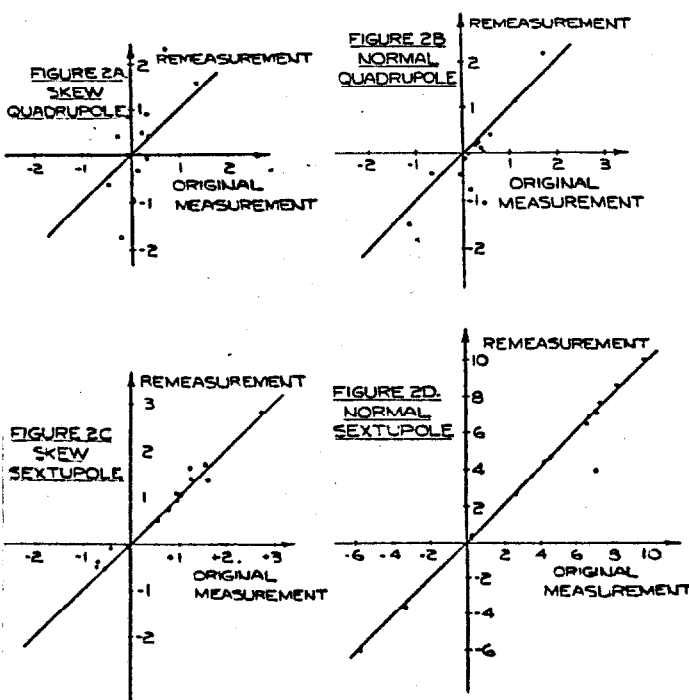 FIGURE 2A
SKEW
QUADRUPOLE
REMEASUREMENT
2
1
-2
-1
1
2
ORIGINAL
MEASUREMENT
-1
-2
FIGURE 2B
NORMAL
QUADRUPOLE
REMEASUREMENT
2
1
-2
-1
1
2
3
ORIGINAL
MEASUREMENT
-1
-2
FIGURE 2C
SKEW
SEXTUPOLE
REMEASUREMENT
3
2
1
-2
-1
+1
+2
+3
ORIGINAL
MEASUREMENT
-1
-2
FIGURE 2D.
NORMAL
SEXTUPOLE
REMEASUREMENT
10
8
6
4
2
-6
-4
-2
2
4
6
8
10
ORIGINAL
MEASUREMENT
-2
-4
-6